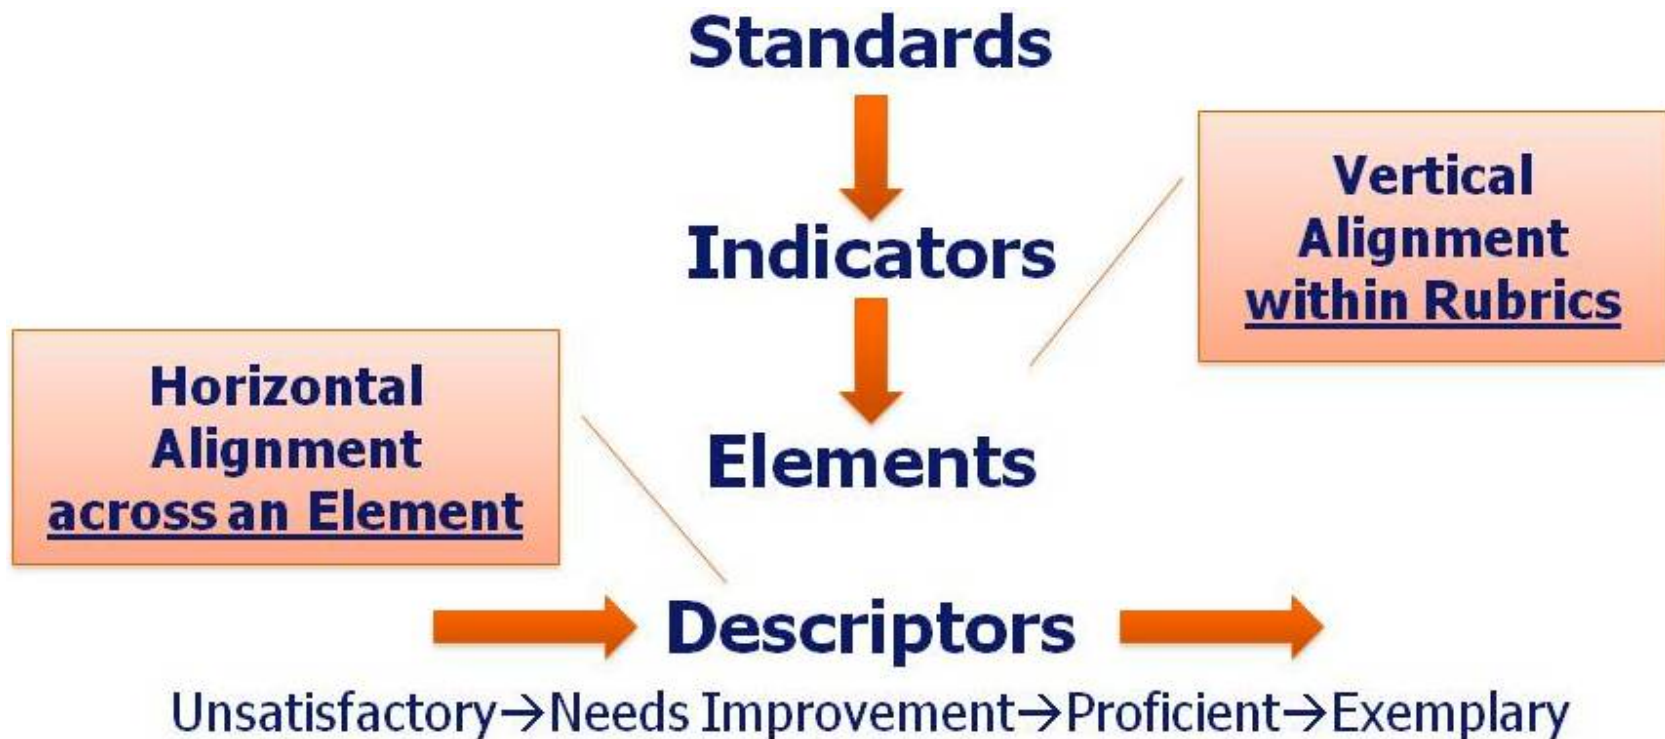 Standards
Indicators
Vertical
Alignment
within Rubrics
Horizontal
Alignment
across an Element
Elements
Descriptors
Unsatisfactory→Needs Improvement→Proficient→Exemplary